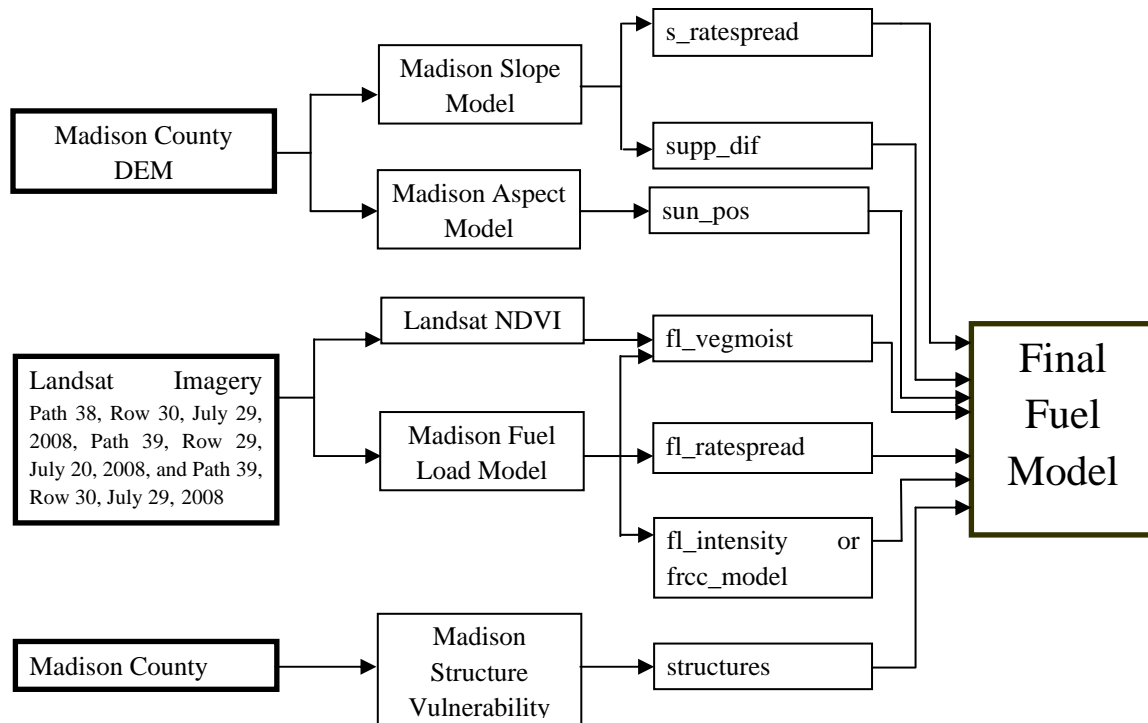 s_ratespread
Madison Slope
Model
Madison County
DEM
supp_dif
Madison Aspect
Model
sun_pos
Landsat NDVI
fl_vegmoist
Landsat Imagery
Path 38, Row 30, July 29,
2008, Path 39, Row 29,
July 20, 2008, and Path 39,
Row 30, July 29, 2008
Madison Fuel
Load Model
fl_ratespread
fl_intensity or
frcc_model
Final
Fuel
Model
Madison County
Madison
Structure
Vulnerability
structures